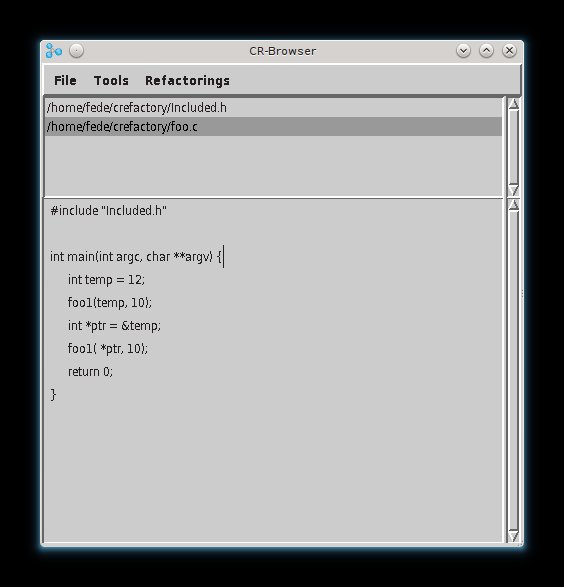 CR-Browser
File Tools Refactorings
/home/fede/crefactory/Included.h
/home/fede/crefactory/foo.c
#include "Included.h"
int main(int argc, char **argv) {
int temp = 12;
foo1(temp, 10);
int *ptr = &temp;
foo1( *ptr, 10);
return 0;
}